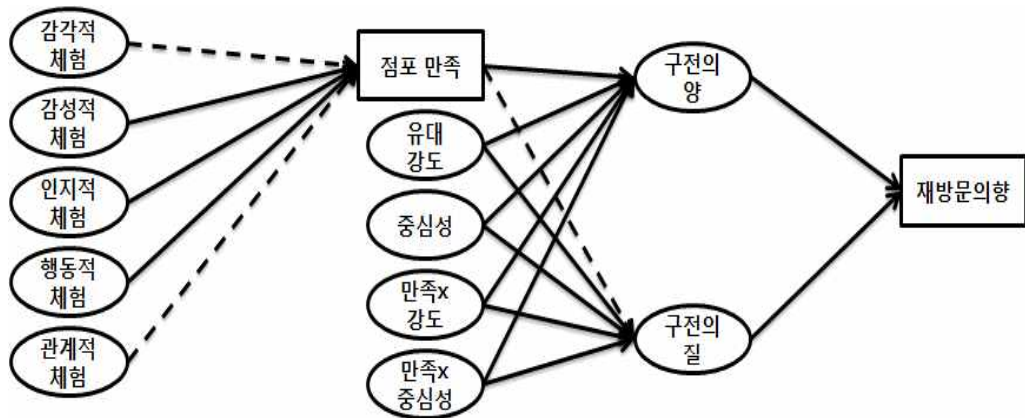 감각적
체험
감성적
체험
인지적
체험
행동적
체험
관계적
체험
점포 만족
유대
강도
중심성
만족x
강도
만족x
중심성
구전의
양
구전의
질
재방문의향